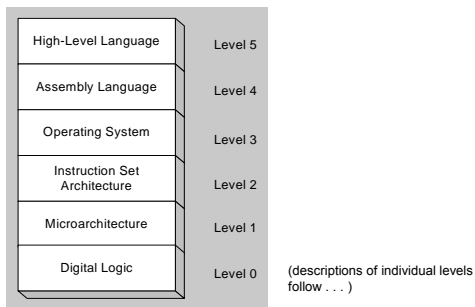 High-Level Language
Level 5
Assembly Language
Level 4
Operating System
Level 3
Instruction Set
Architecture
Level 2
Microarchitecture
Level 1
Digital Logic
Level 0
(descriptions of individual levels
follow . . . )